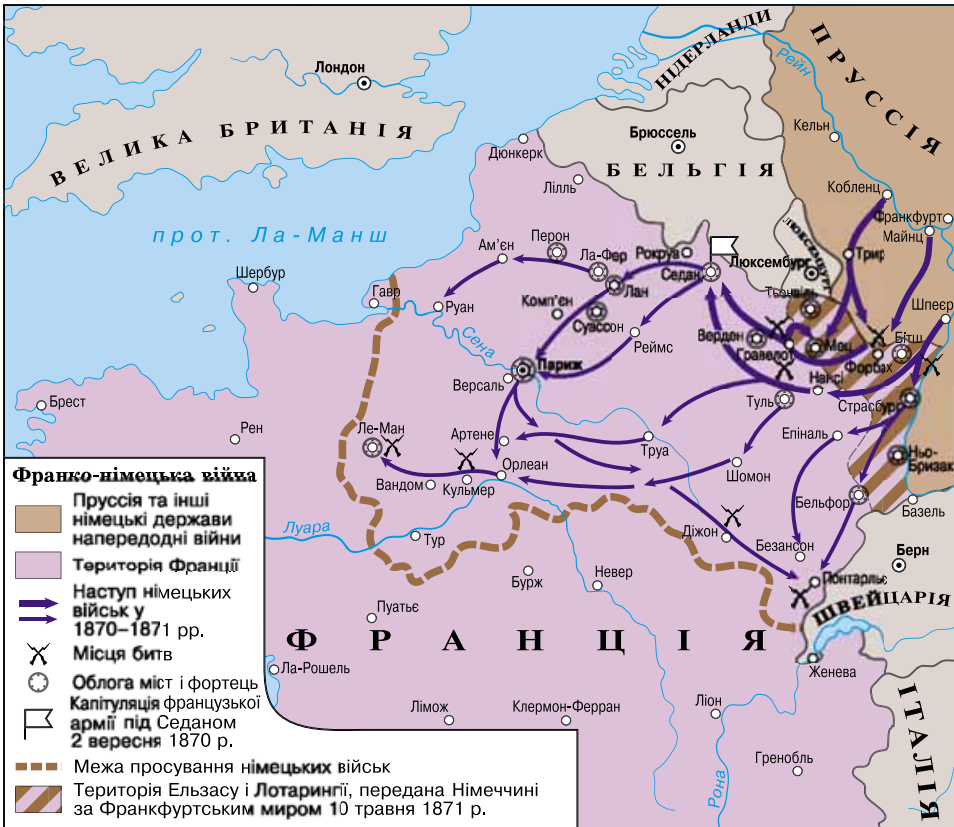 НІДЕРЛАНДИ
ПРУССІЯ
Рейн
Лондон
ВЕЛИКА БРИТАНІЯ
Кельн
Брюссель
Дюнкерк
БЕЛЬГІЯ
Лілль
Кобленц
Франкфурт
Майнц
прот. Ла-Манш
Ам’єн
Перон
Ла-Фер
Рокруа
Седан
ЛЮКСЕМБУРГ
Люксембург
Трир
Шербур
Гавр
Руан
Лан
Тьонвіль
Шпеєр
Комп’єн
Суассон
Верден
Мец
Бітш
Сена
Реймс
Гравелот
Форбах
Париж
Версаль
Нансі
Брест
Туль
Страсбург
Рен
Ле-Ман
Артене
Труа
Епіналь
Орлеан
Шомон
Ньо-
Бризак
Вандом
Кульмер
Бельфор
Базель
Луара
Тур
Діжон
Безансон
Берн
Бурж
Невер
Понтарльє
ШВЕЙЦАРІЯ
Пуатьє
ФРАНЦІЯ
Ла-Рошель
Женева
ІТАЛІЯ
Лімож
Клермон-Ферран
Ліон
Гренобль
Рона
Франко-німецька війна
Пруссія та інші
німецькі держави
напередодні війни
Територія Франції
Наступ німецьких
військ у
1870–1871 рр.
Місця битв
Облога міст і фортець
Капітуляція французької
армії під Седаном
2 вересня 1870 р.
Межа просування німецьких військ
Територія Ельзасу і Лотарингії, передана Німеччині
за Франкфуртським миром 10 травня 1871 р.